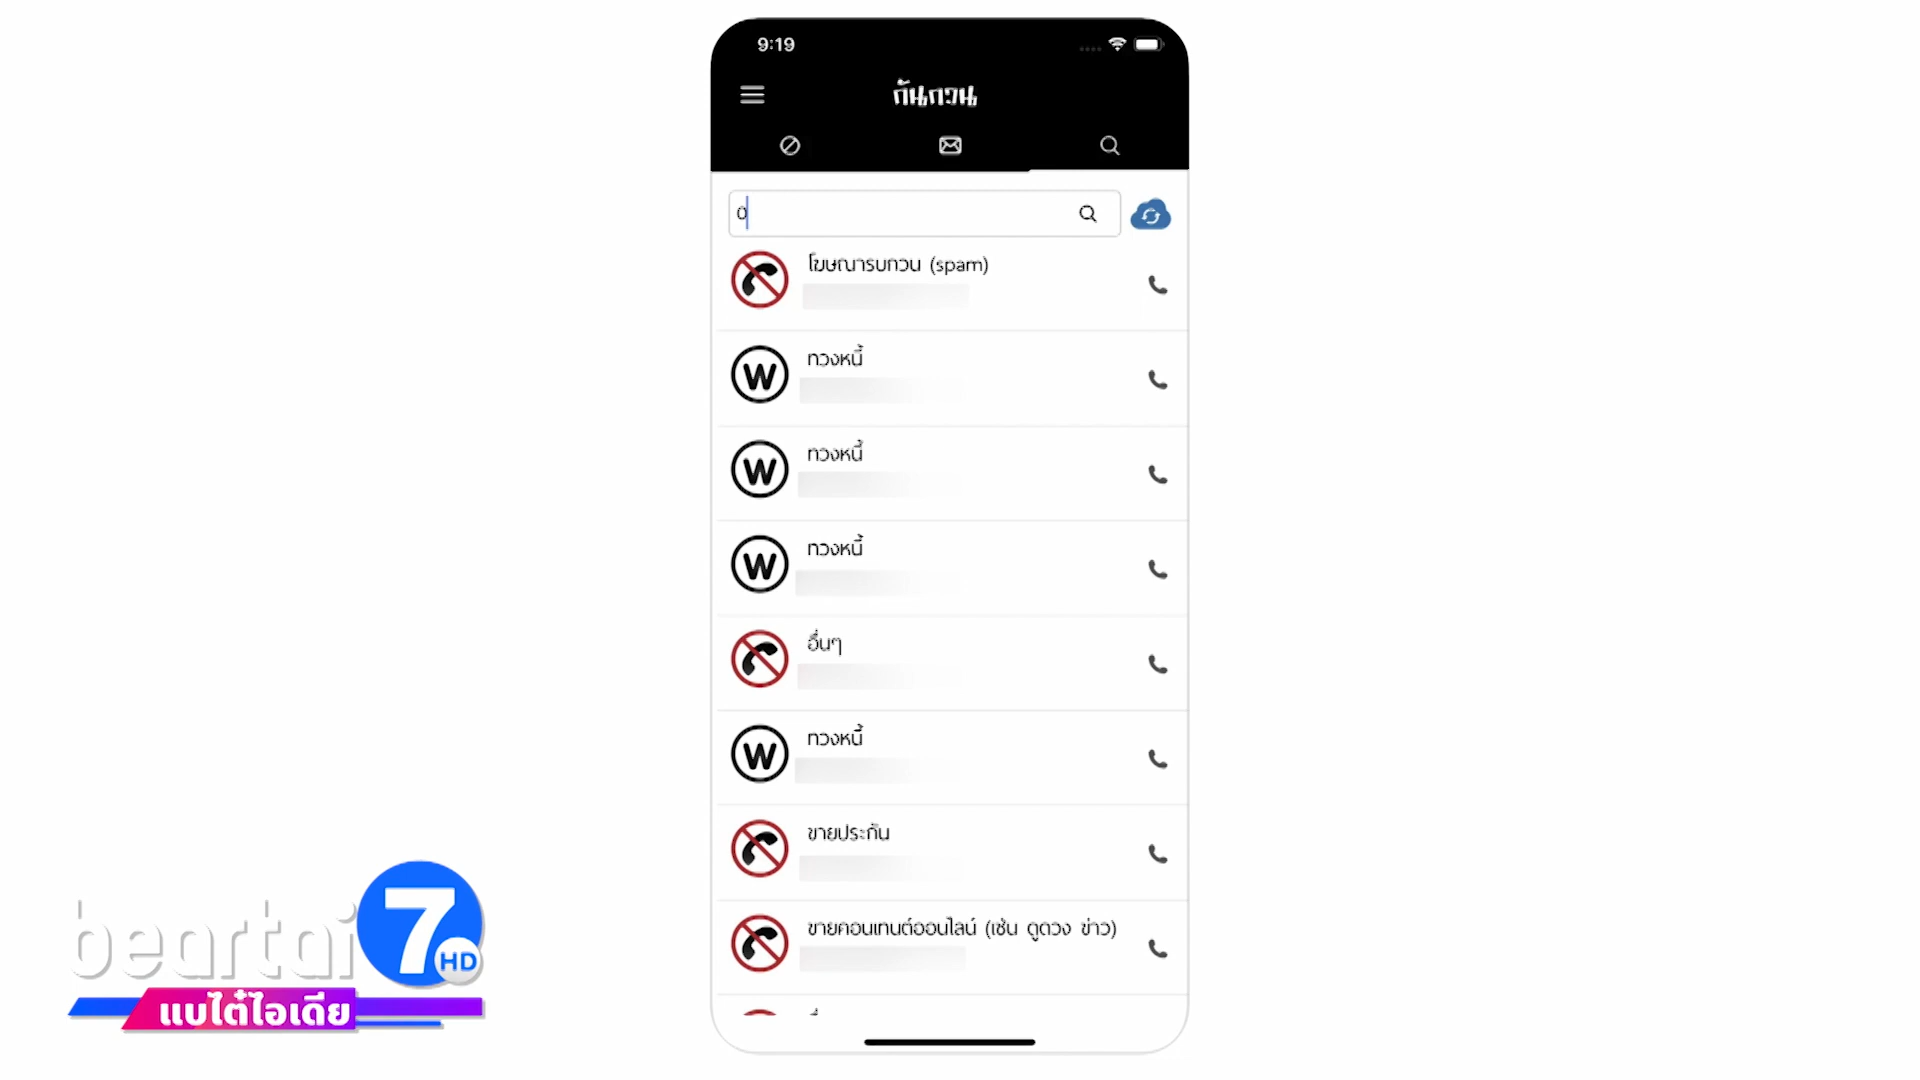 9:19
กันกวน
0
โฆษณารบกวน (spam)
W
ทวงหนี้
W
ทวงหนี้
W
ทวงหนี้
อื่นๆ
W
ทวงหนี้
ขายประกัน
ขายคอนเทนต์ออนไลน์ (เช่น ดูดวง ข่าว)
beartai
7
HD
แบไต๋ไอเดีย